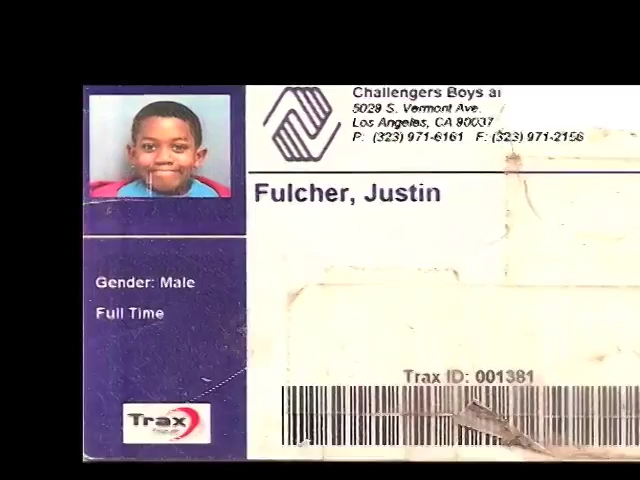 Challengers Boys a
5029 S. Vermont Ave.
Los Angeles, CA 90037
P: (323) 971-6161 F: (323) 971-2156
Fulcher, Justin
Gender: Male
Full Time
Trax ID: 001381
Trax